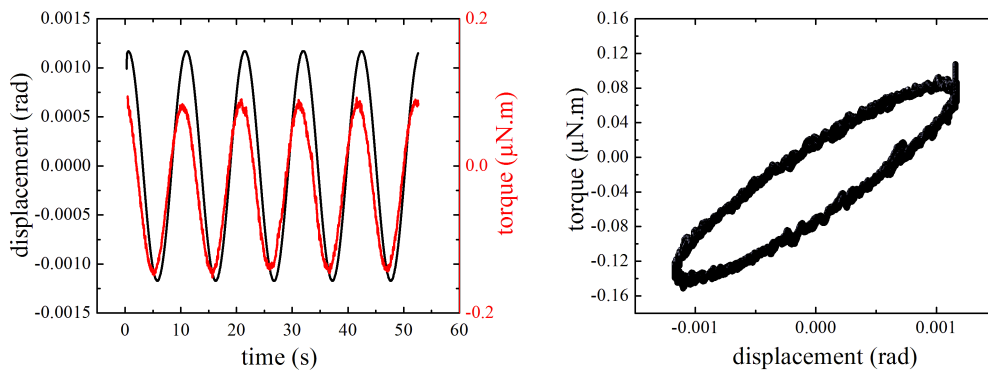 0.0015
0.0010
0.0005
0.0000
-0.0005
-0.0010
-0.0015
displacement (rad)
0 10 20 30 40 50 60
time (s)
0.2
0.0
-0.2
torque (μN.m)
0.16
0.12
0.08
0.04
0.00
-0.04
-0.08
-0.12
-0.16
torque (μN.m)
-0.001 0.000 0.001
displacement (rad)